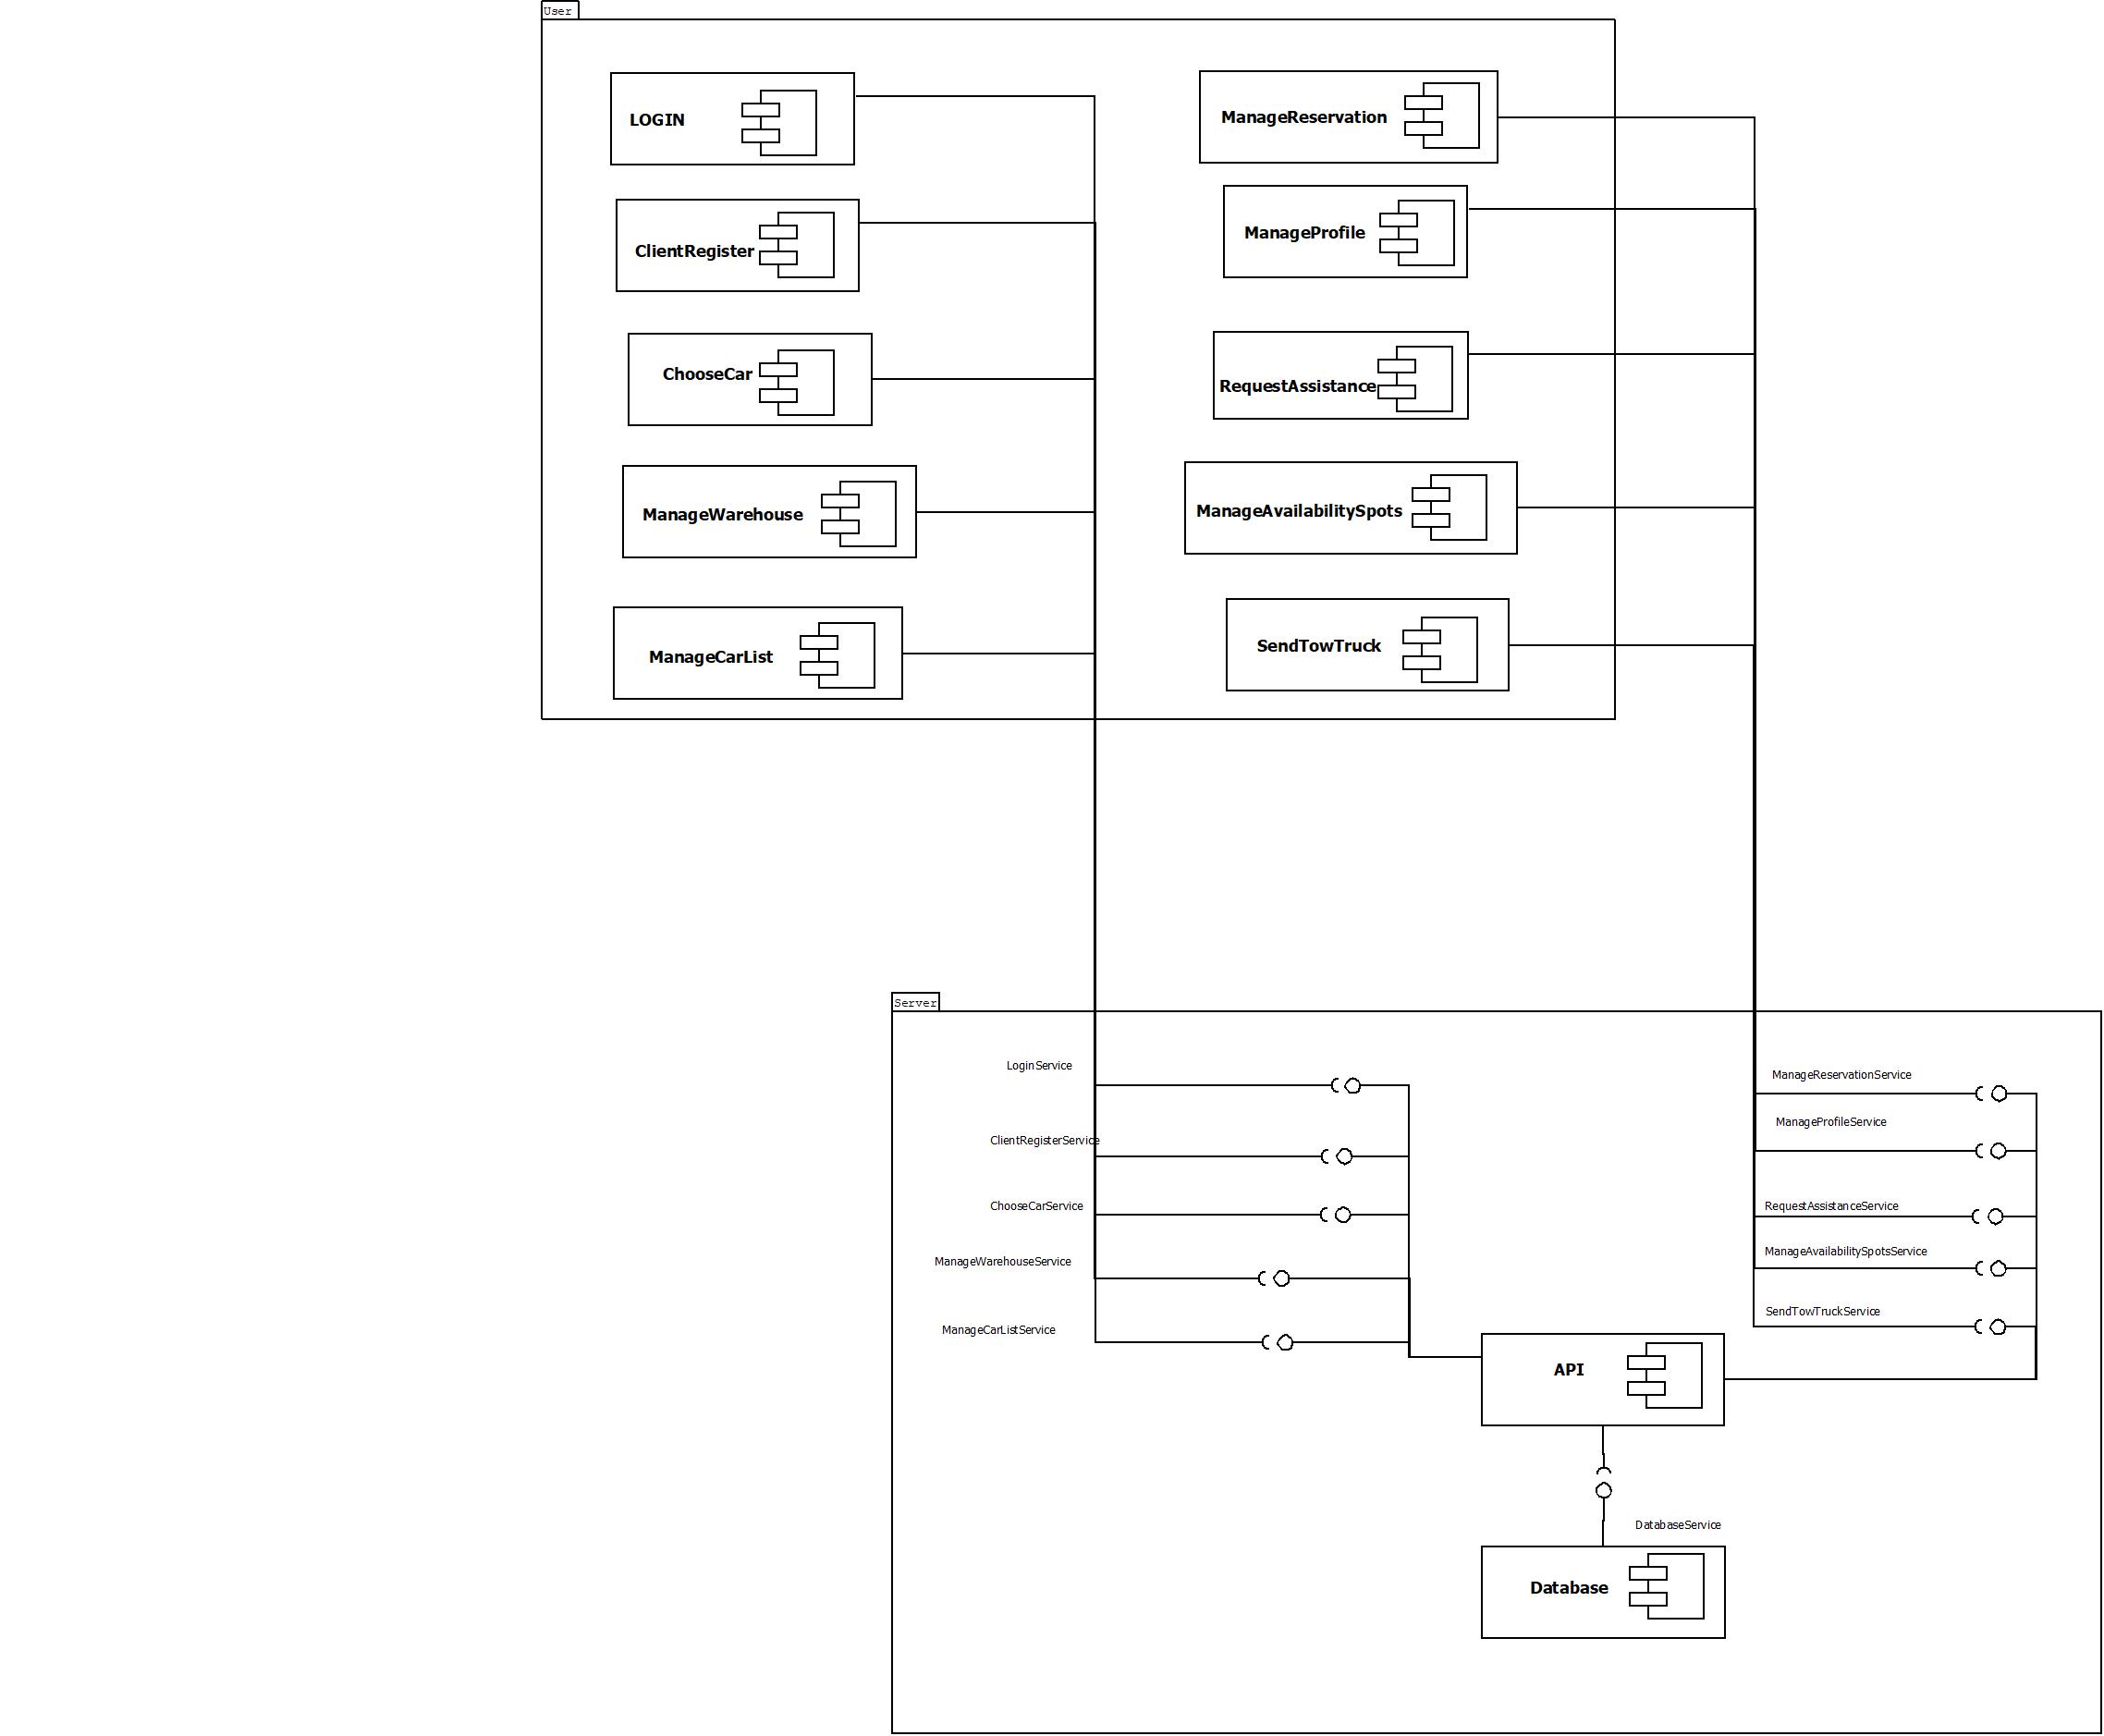 User
LOGIN
ClientRegister
ChooseCar
ManageWarehouse
ManageCarList
ManageReservation
ManageProfile
RequestAssistance
ManageAvailabilitySpots
SendTowTruck
Server
LoginService
ClientRegisterService
ChooseCarService
ManageWarehouseService
ManageCarListService
ManageReservationService
ManageProfileService
RequestAssistanceService
ManageAvailabilitySpotsService
SendTowTruckService
API
DatabaseService
Database